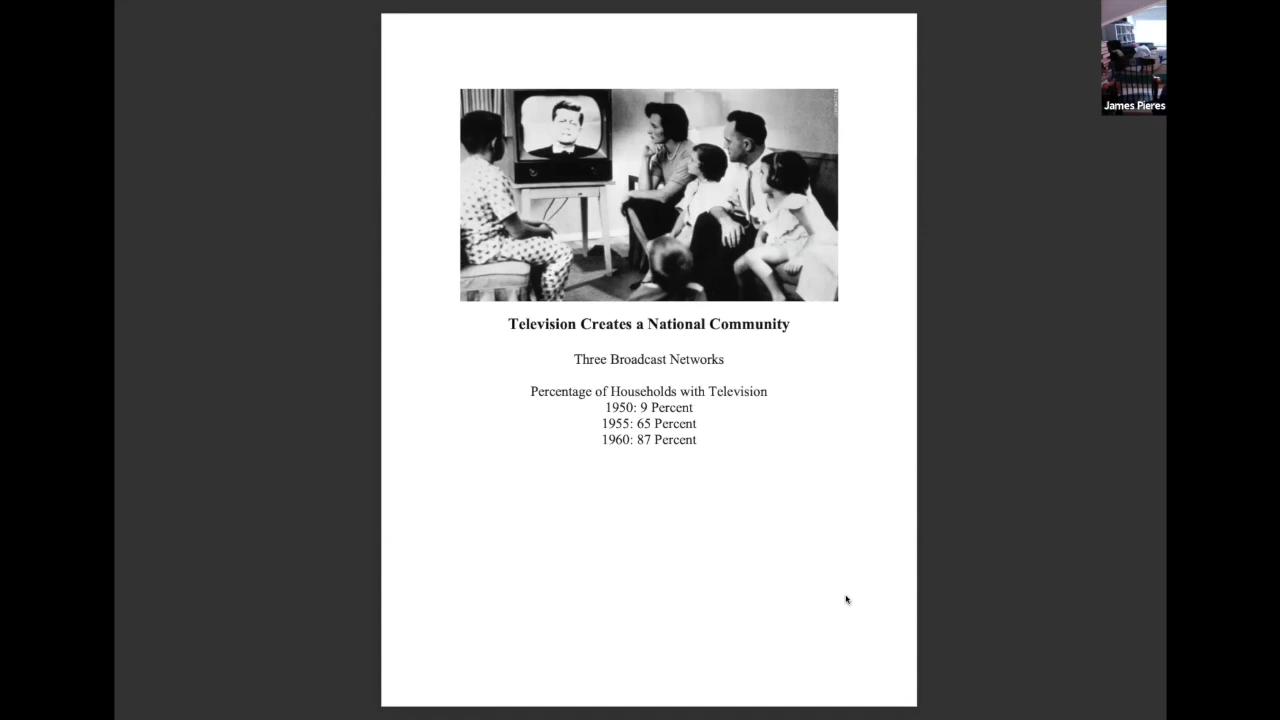 Television Creates a National Community
Three Broadcast Networks
Percentage of Households with Television
1950: 9 Percent
1955: 65 Percent
1960: 87 Percent
James Pieres